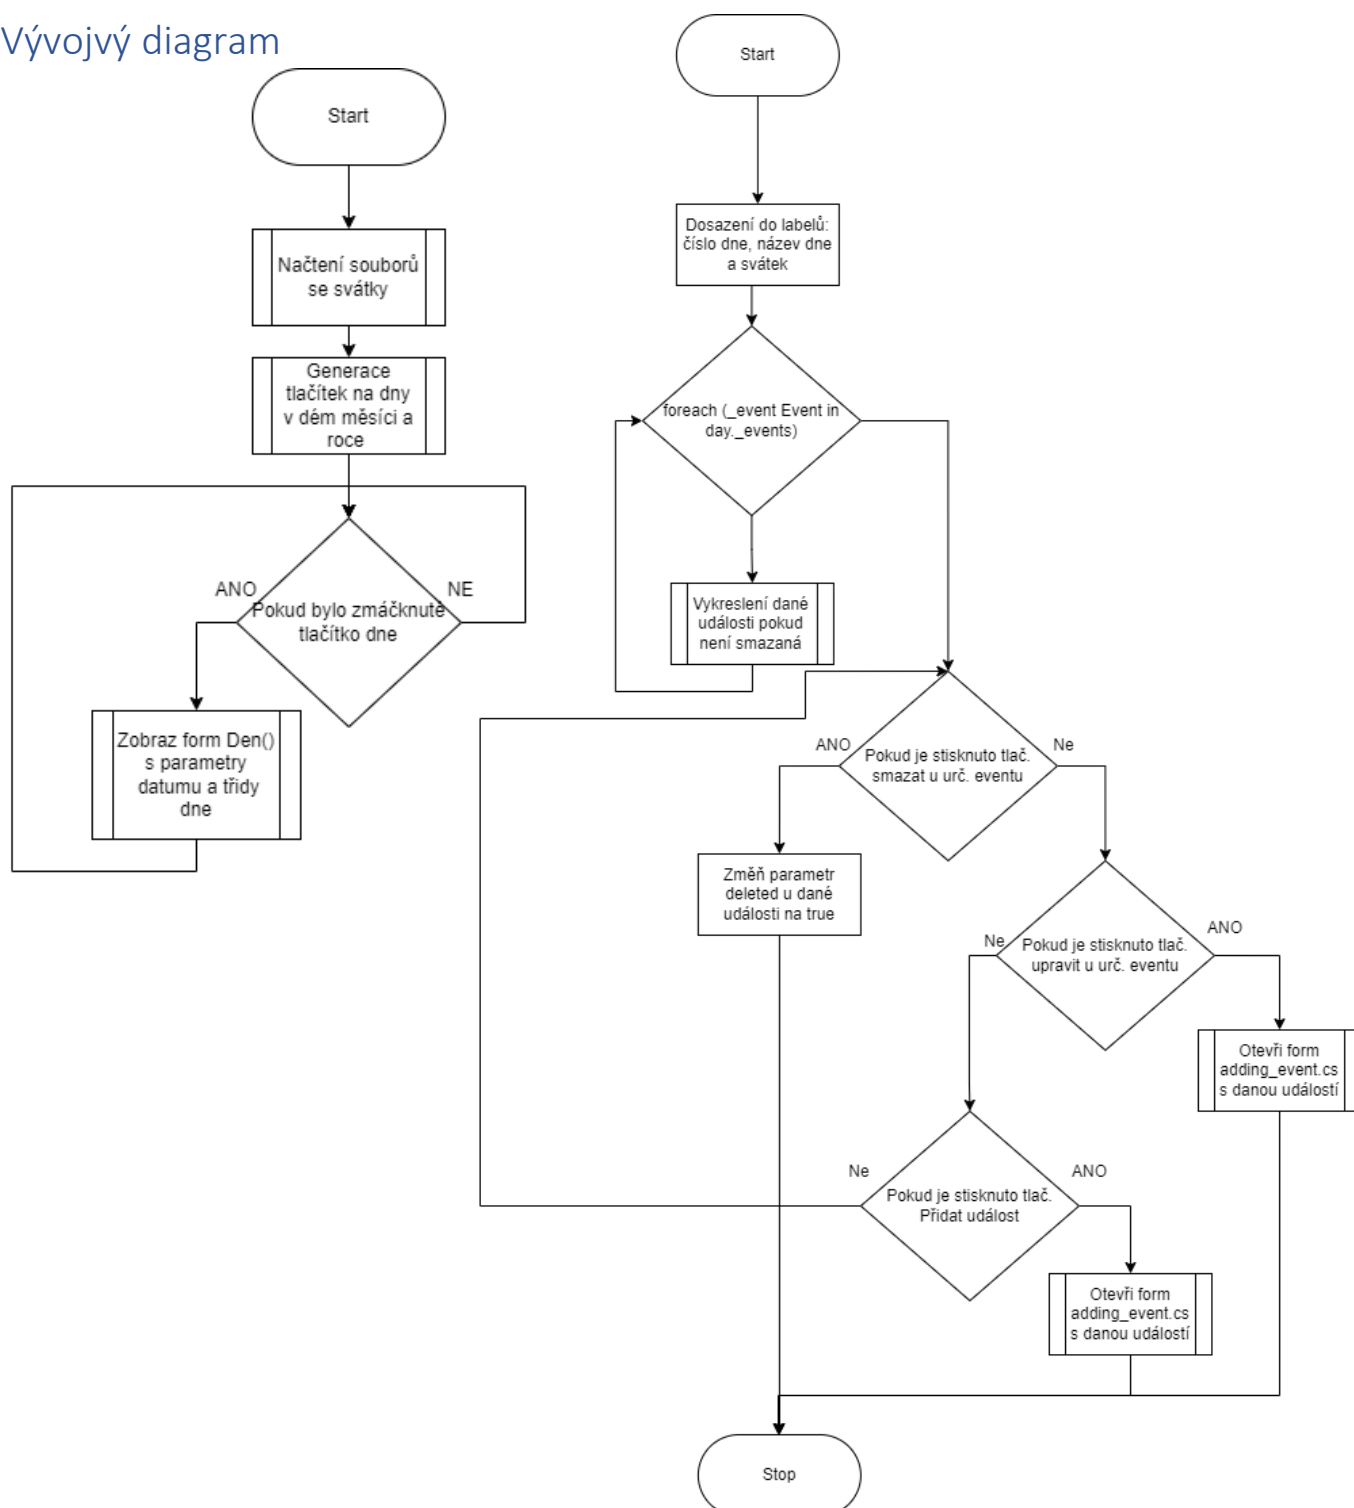 Vývojvý diagram
Start
Načtení souborů
se svátky
Generace
tlačítek na dny
v dém měsíci a
roce
ANO
NE
Pokud bylo zmáčknuté
tlačítko dne
Zobraz form Den()
s parametry
datumu a třídy
dne
Start
Dosazení do labelů:
číslo dne, název dne
a svátek
foreach (_event Event in
day._events)
Vykreslení dané
události pokud
není smazaná
ANO
Ne
Pokud je stisknuto tlač.
smazat u urč. eventu
Změň parametr
deleted u dané
události na true
Ne
ANO
Pokud je stisknuto tlač.
upravit u urč. eventu
Otevři form
adding_event.cs
s danou událostí
Ne
ANO
Pokud je stisknuto tlač.
Přidat událost
Otevři form
adding_event.cs
s danou událostí
Stop